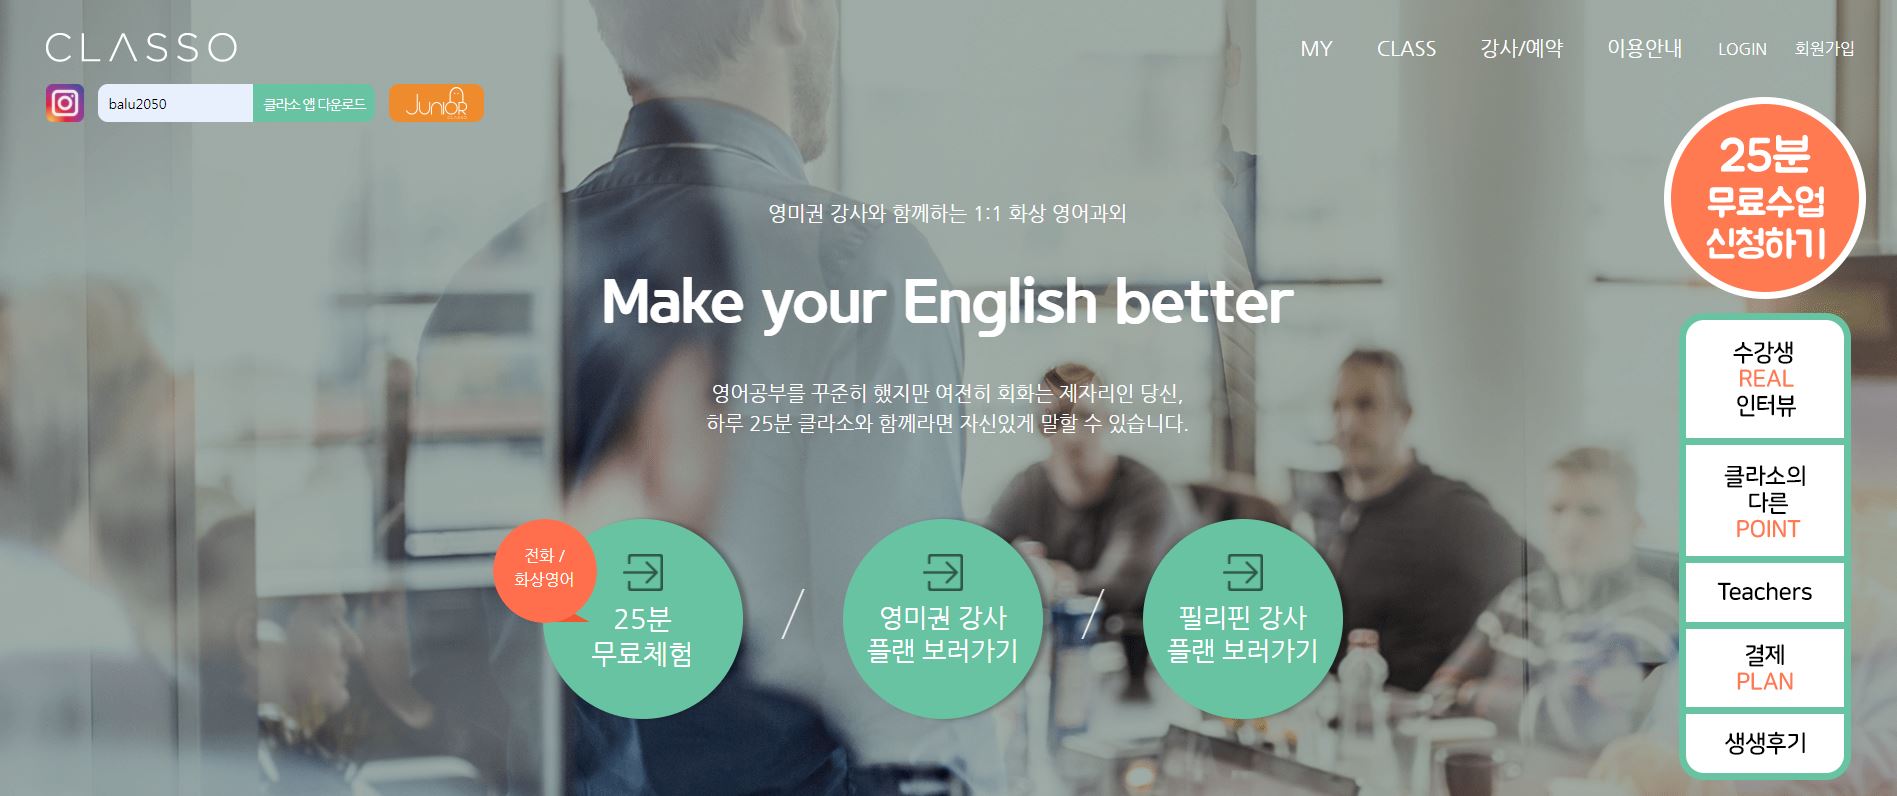 CLASSO
MY CLASS 강사/예약 이용안내 LOGIN 회원가입
balu2050 클라소 앱 다운로드 JUNIOR CLASSO
25분
무료수업
신청하기
영미권 강사와 함께하는 1:1 화상 영어과외
Make your English better
영어공부를 꾸준히 했지만 여전히 회화는 제자리인 당신,
하루 25분 클라소와 함께라면 자신있게 말할 수 있습니다.
전화 /
화상영어
25분
무료체험
/
영미권 강사
플랜 보러가기
/
필리핀 강사
플랜 보러가기
수강생
REAL
인터뷰
클라소의
다른
POINT
Teachers
결제
PLAN
생생후기